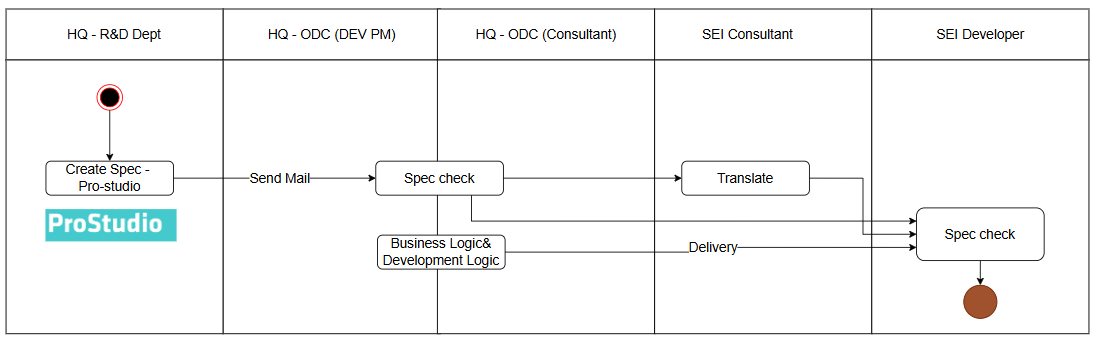 HQ - R&D Dept
HQ - ODC (DEV PM)
HQ - ODC (Consultant)
SEI Consultant
SEI Developer
Create Spec -
Pro-studio
Send Mail
Spec check
Translate
ProStudio
Business Logic&
Development Logic
Delivery
Spec check